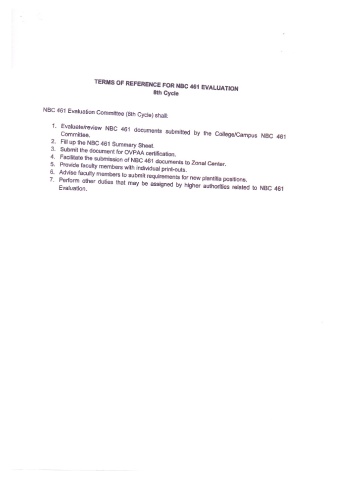 TERMS OF REFERENCE FOR NBC 461 EVALUATION
8th Cycle
NBC 461 Evaluation Committee (8th Cycle) shall:
1. Evaluate/review NBC 461 documents submitted by the College/Campus NBC 461
Committee.
2. Fill up the NBC 461 Summary Sheet.
3. Submit the document for OVPAA certification.
4. Facilitate the submission of NBC 461 documents to Zonal Center.
5. Provide faculty members with individual print-outs.
6. Advise faculty members to submit requirements for new plantilla positions.
7. Perform other duties that may be assigned by higher authorities related to NBC 461
Evaluation.